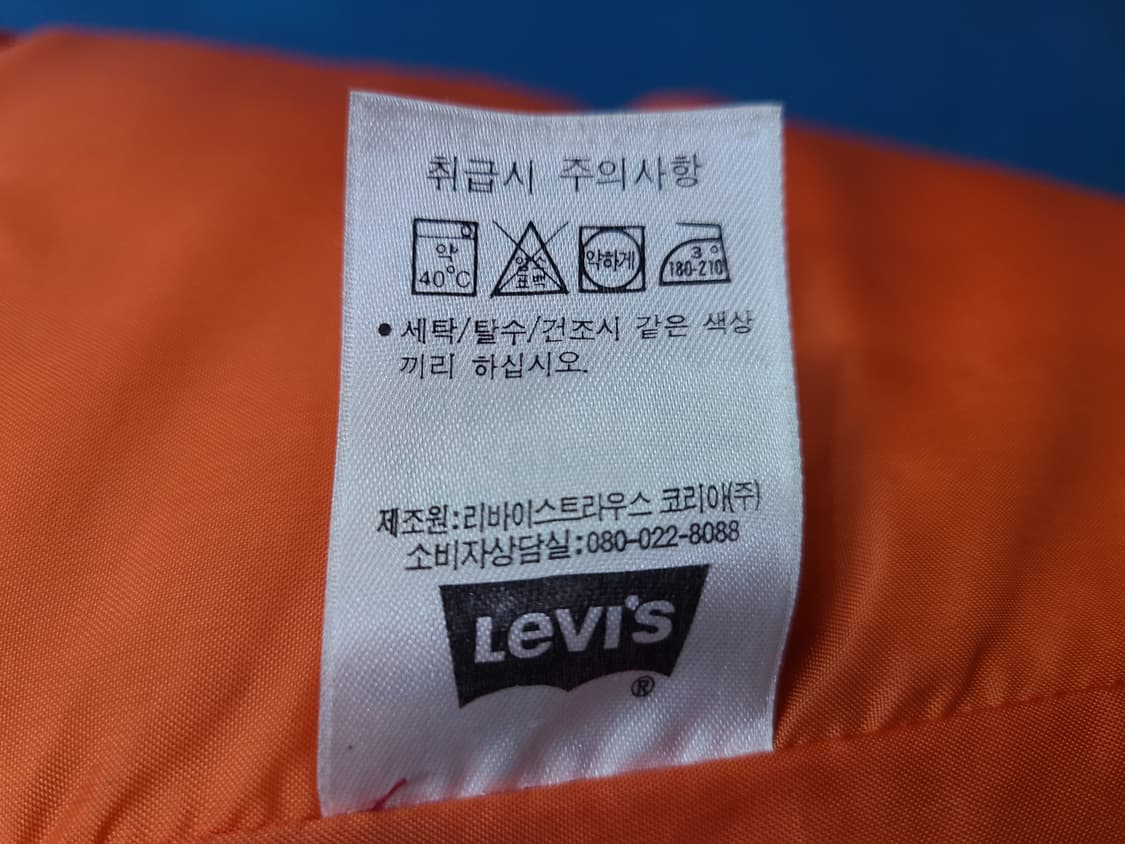 취급시 주의사항
약 40°C 염소 표백 약하게 3° 180-210
• 세탁/탈수/건조시 같은 색상
끼리 하십시오.
제조원:리바이스트라우스 코리아(주)
소비자상담실:080-022-8088
LEVI'S
®